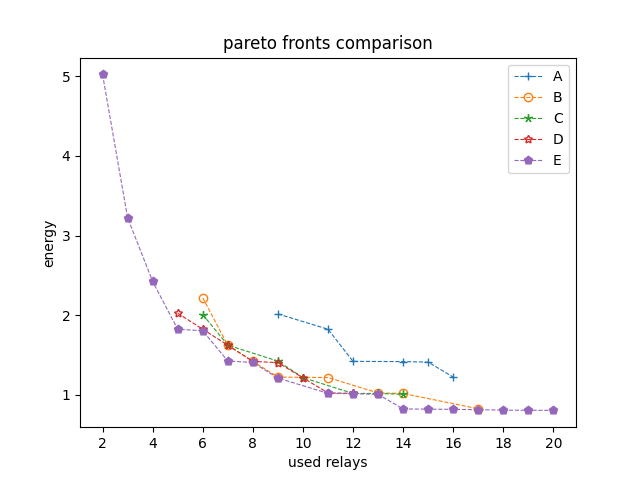 pareto fronts comparison
A
B
C
D
E
5
4
3
2
1
energy
2 4 6 8 10 12 14 16 18 20
used relays